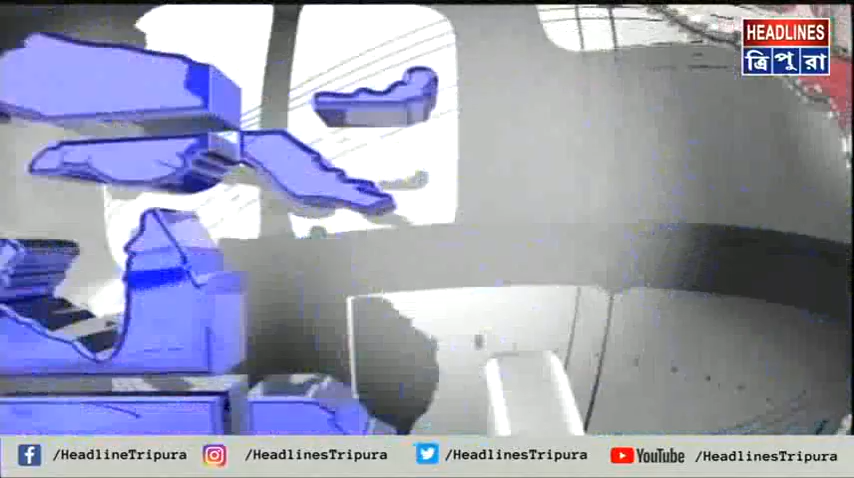 HEADLINES
ত্রিপুরা
/HeadlineTripura
/HeadlinesTripura
/HeadlinesTripura
YouTube /HeadlinesTripura